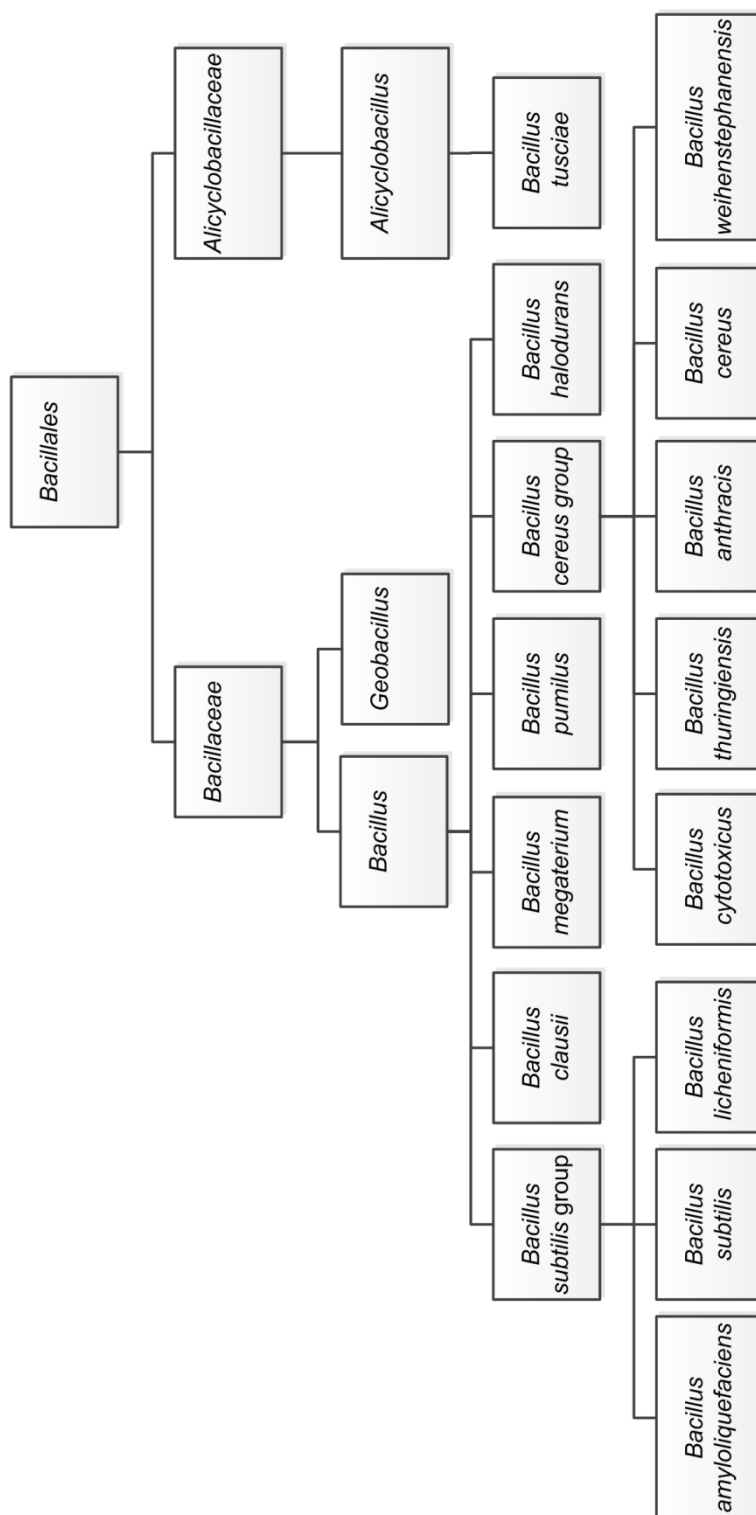 Bacillales
Bacillaceae
Alicyclobacillaceae
Bacillus
Geobacillus
Alicyclobacillus
Bacillus
subtilis group
Bacillus
clausii
Bacillus
megaterium
Bacillus
pumilus
Bacillus
cereus group
Bacillus
halodurans
Bacillus
tusciae
Bacillus
amyloliquefaciens
Bacillus
subtilis
Bacillus
licheniformis
Bacillus
cytotoxicus
Bacillus
thuringiensis
Bacillus
anthracis
Bacillus
cereus
Bacillus
weihenstephanensis